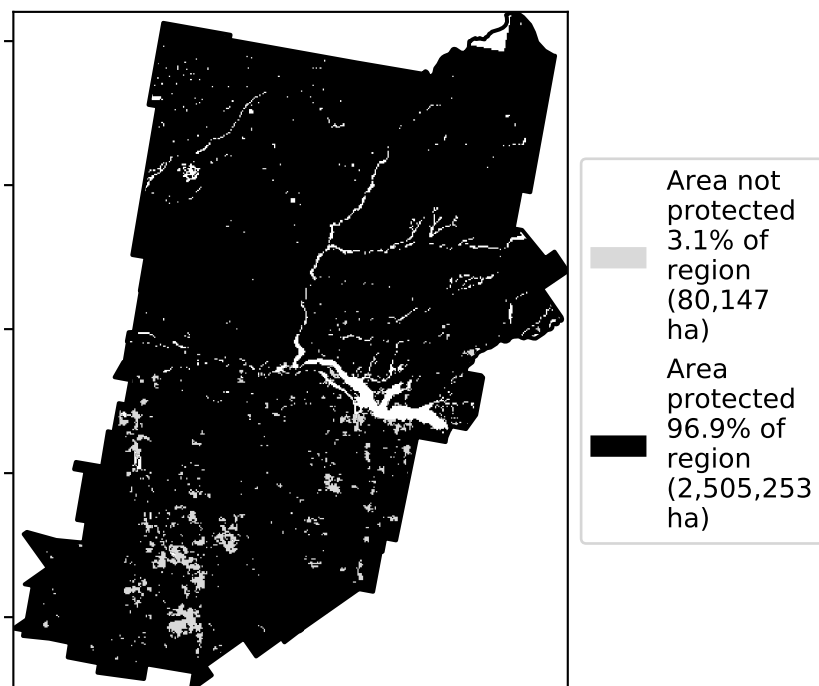 Area not
protected
3.1% of
region
(80,147
ha)
Area
protected
96.9% of
region
(2,505,253
ha)